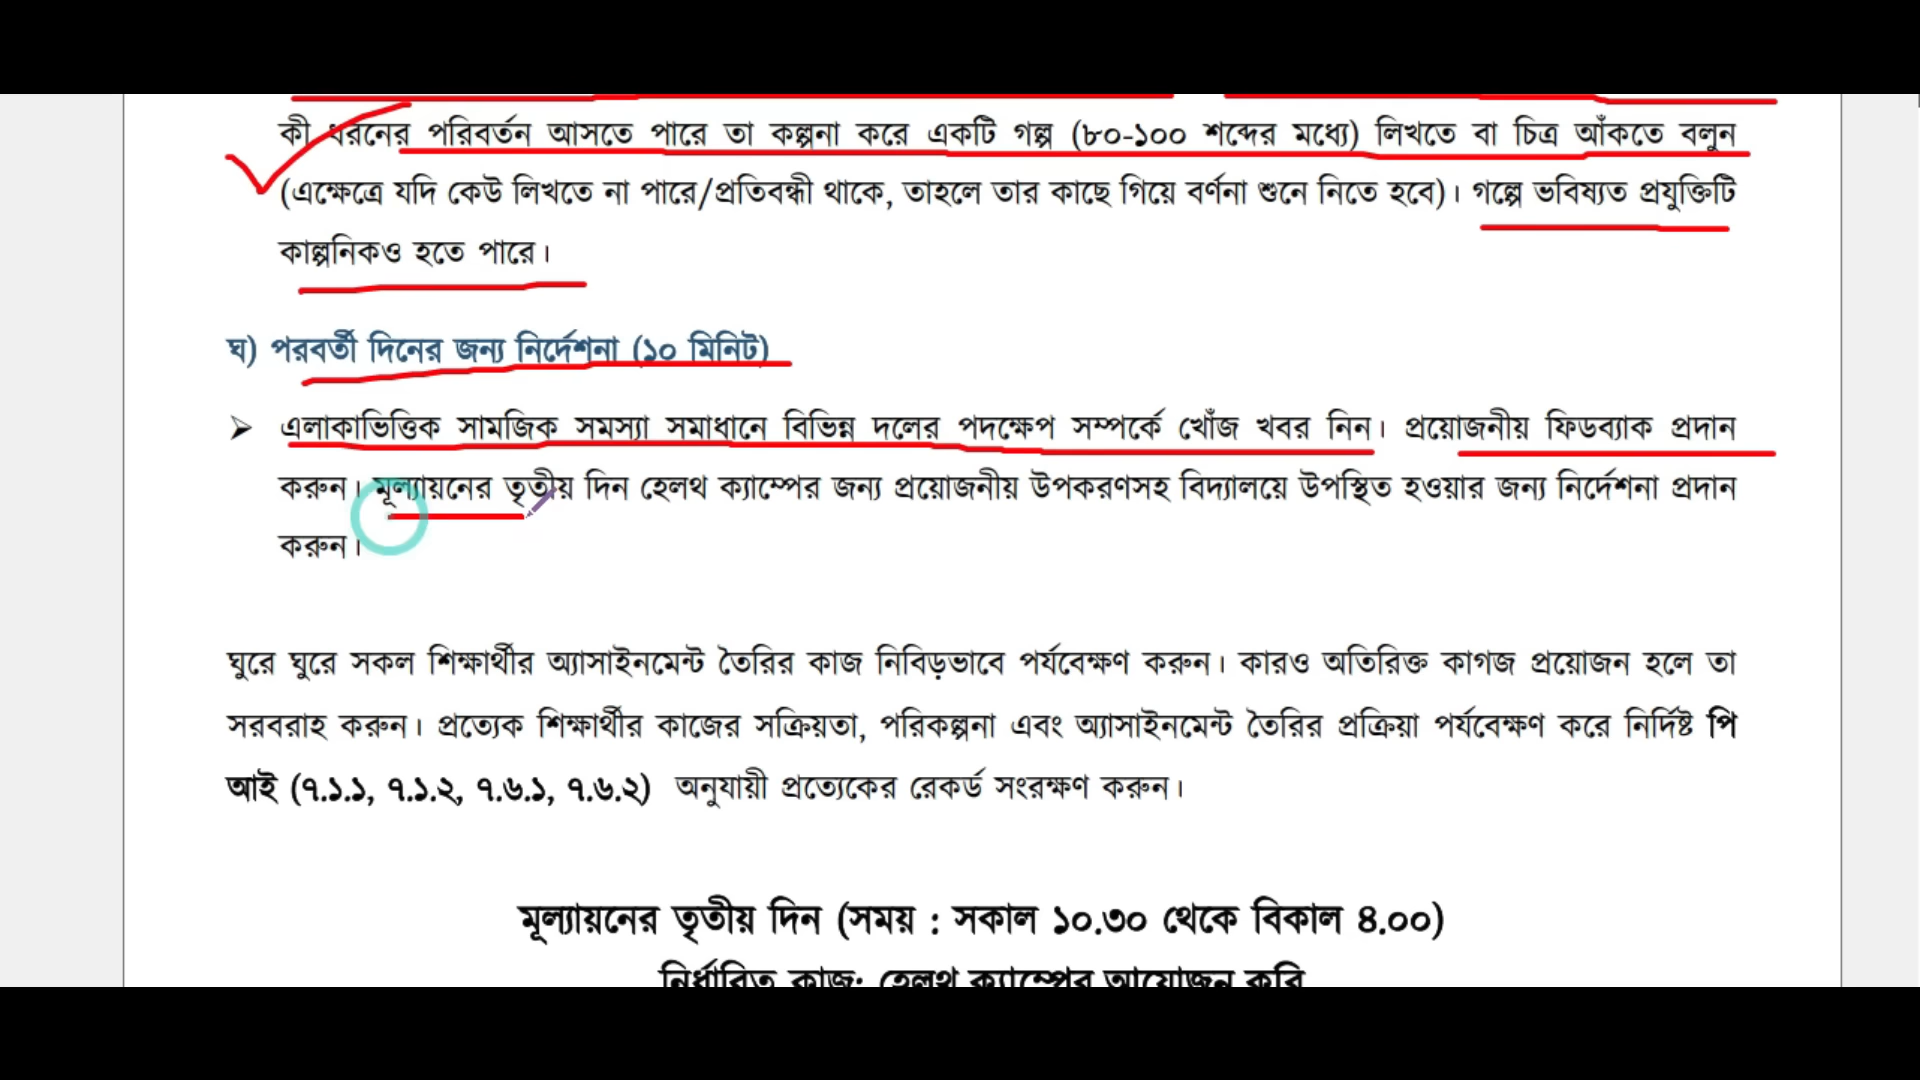 কী ধরনের পরিবর্তন আসতে পারে তা কল্পনা করে একটি গল্প (৮০-১০০ শব্দের মধ্যে) লিখতে বা চিত্র আঁকতে বলুন
(এক্ষেত্রে যদি কেউ লিখতে না পারে/প্রতিবন্ধী থাকে, তাহলে তার কাছে গিয়ে বর্ণনা শুনে নিতে হবে)। গল্পে ভবিষ্যত প্রযুক্তিটি
কাল্পনিকও হতে পারে।
ঘ) পরবর্তী দিনের জন্য নির্দেশনা (১০ মিনিট)
➢ এলাকাভিত্তিক সামজিক সমস্যা সমাধানে বিভিন্ন দলের পদক্ষেপ সম্পর্কে খোঁজ খবর নিন। প্রয়োজনীয় ফিডব্যাক প্রদান
করুন। মূল্যায়নের তৃতীয় দিন হেলথ ক্যাম্পের জন্য প্রয়োজনীয় উপকরণসহ বিদ্যালয়ে উপস্থিত হওয়ার জন্য নির্দেশনা প্রদান
করুন।
ঘুরে ঘুরে সকল শিক্ষার্থীর অ্যাসাইনমেন্ট তৈরির কাজ নিবিড়ভাবে পর্যবেক্ষণ করুন। কারও অতিরিক্ত কাগজ প্রয়োজন হলে তা
সরবরাহ করুন। প্রত্যেক শিক্ষার্থীর কাজের সক্রিয়তা, পরিকল্পনা এবং অ্যাসাইনমেন্ট তৈরির প্রক্রিয়া পর্যবেক্ষণ করে নির্দিষ্ট পি
আই (৭.১.১, ৭.১.২, ৭.৬.১, ৭.৬.২) অনুযায়ী প্রত্যেকের রেকর্ড সংরক্ষণ করুন।
মূল্যায়নের তৃতীয় দিন (সময় : সকাল ১০.৩০ থেকে বিকাল ৪.০০)
নির্ধারিত কাজ: হেলথ ক্যাম্পের আয়োজন করি